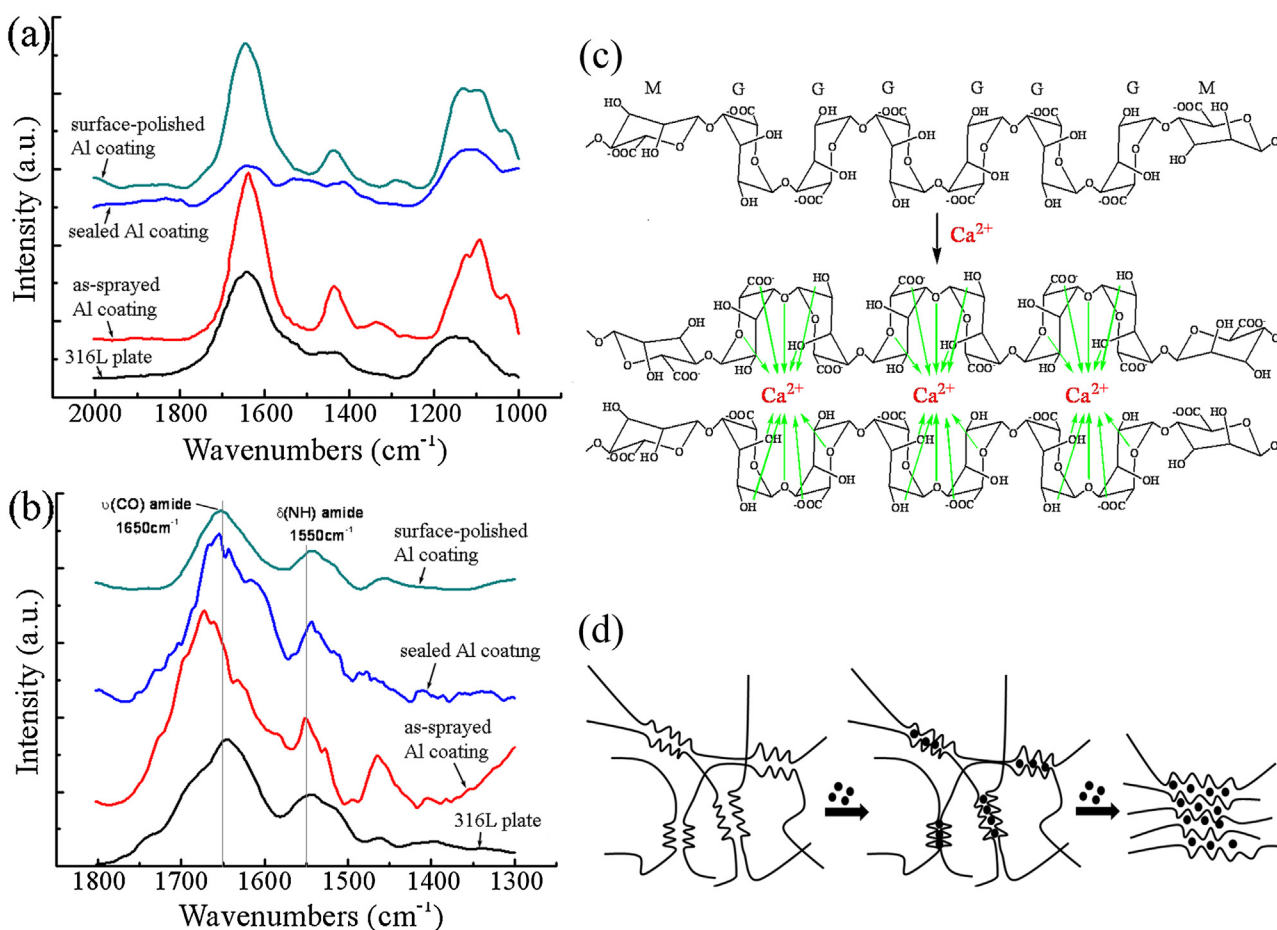 (a)
Intensity (a.u.)
surface-polished
Al coating
sealed Al coating
as-sprayed
Al coating
316L plate
2000 1800 1600 1400 1200 1000
Wavenumbers (cm⁻¹)
(b)
Intensity (a.u.)
υ(CO) amide
1650cm⁻¹
δ(NH) amide
1550cm⁻¹
surface-polished
Al coating
sealed Al coating
as-sprayed
Al coating
316L plate
1800 1700 1600 1500 1400 1300
Wavenumbers (cm⁻¹)
(c)
M G G G G G M
Ca²⁺
Ca²⁺ Ca²⁺ Ca²⁺
(d)